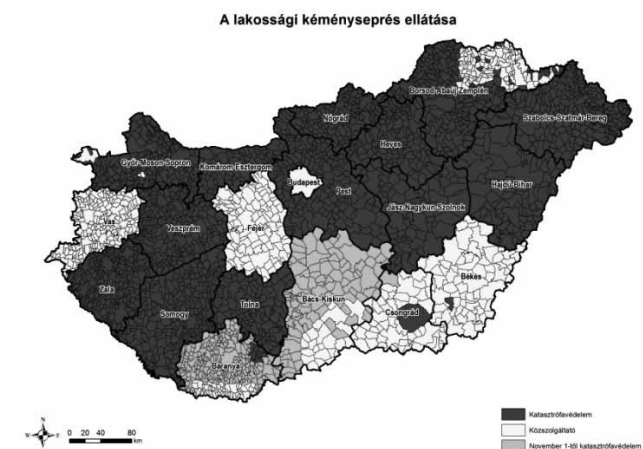 A lakossági kéményseprés ellátása
Borsod-Abaúj-Zemplén
Szabolcs-Szatmár-Bereg
Nógrád
Heves
Győr-Moson-Sopron
Komárom-Esztergom
Budapest
Pest
Hajdú-Bihar
Jász-Nagykun-Szolnok
Vas
Veszprém
Fejér
Békés
Zala
Tolna
Bács-Kiskun
Csongrád
Somogy
Baranya
N
W E
S
0 20 40 60 80
km
Katasztrófavédelem
Közszolgáltató
November 1-től katasztrófavédelem